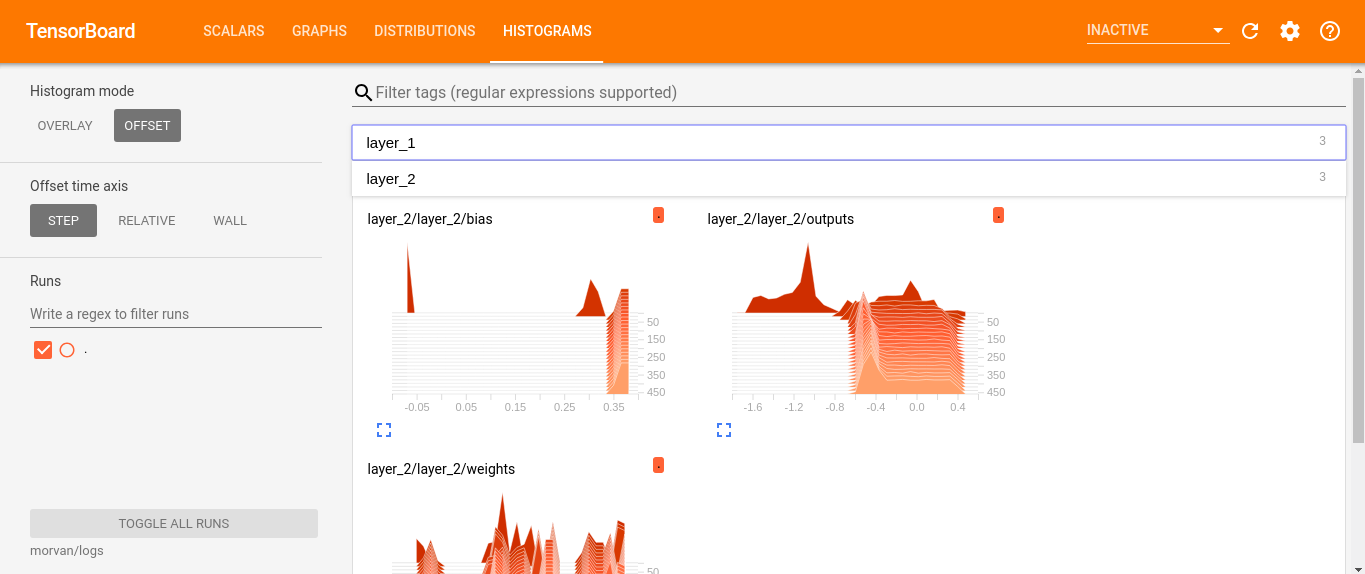 TensorBoard SCALARS GRAPHS DISTRIBUTIONS HISTOGRAMS INACTIVE
Histogram mode
OVERLAY OFFSET
Offset time axis
STEP RELATIVE WALL
Runs
Write a regex to filter runs
.
TOGGLE ALL RUNS
morvan/logs
Filter tags (regular expressions supported)
layer_1 3
layer_2 3
layer_2/layer_2/bias .
50
150
250
350
450
-0.05 0.05 0.15 0.25 0.35
layer_2/layer_2/outputs .
50
150
250
350
450
-1.6 -1.2 -0.8 -0.4 0.0 0.4
layer_2/layer_2/weights .
50